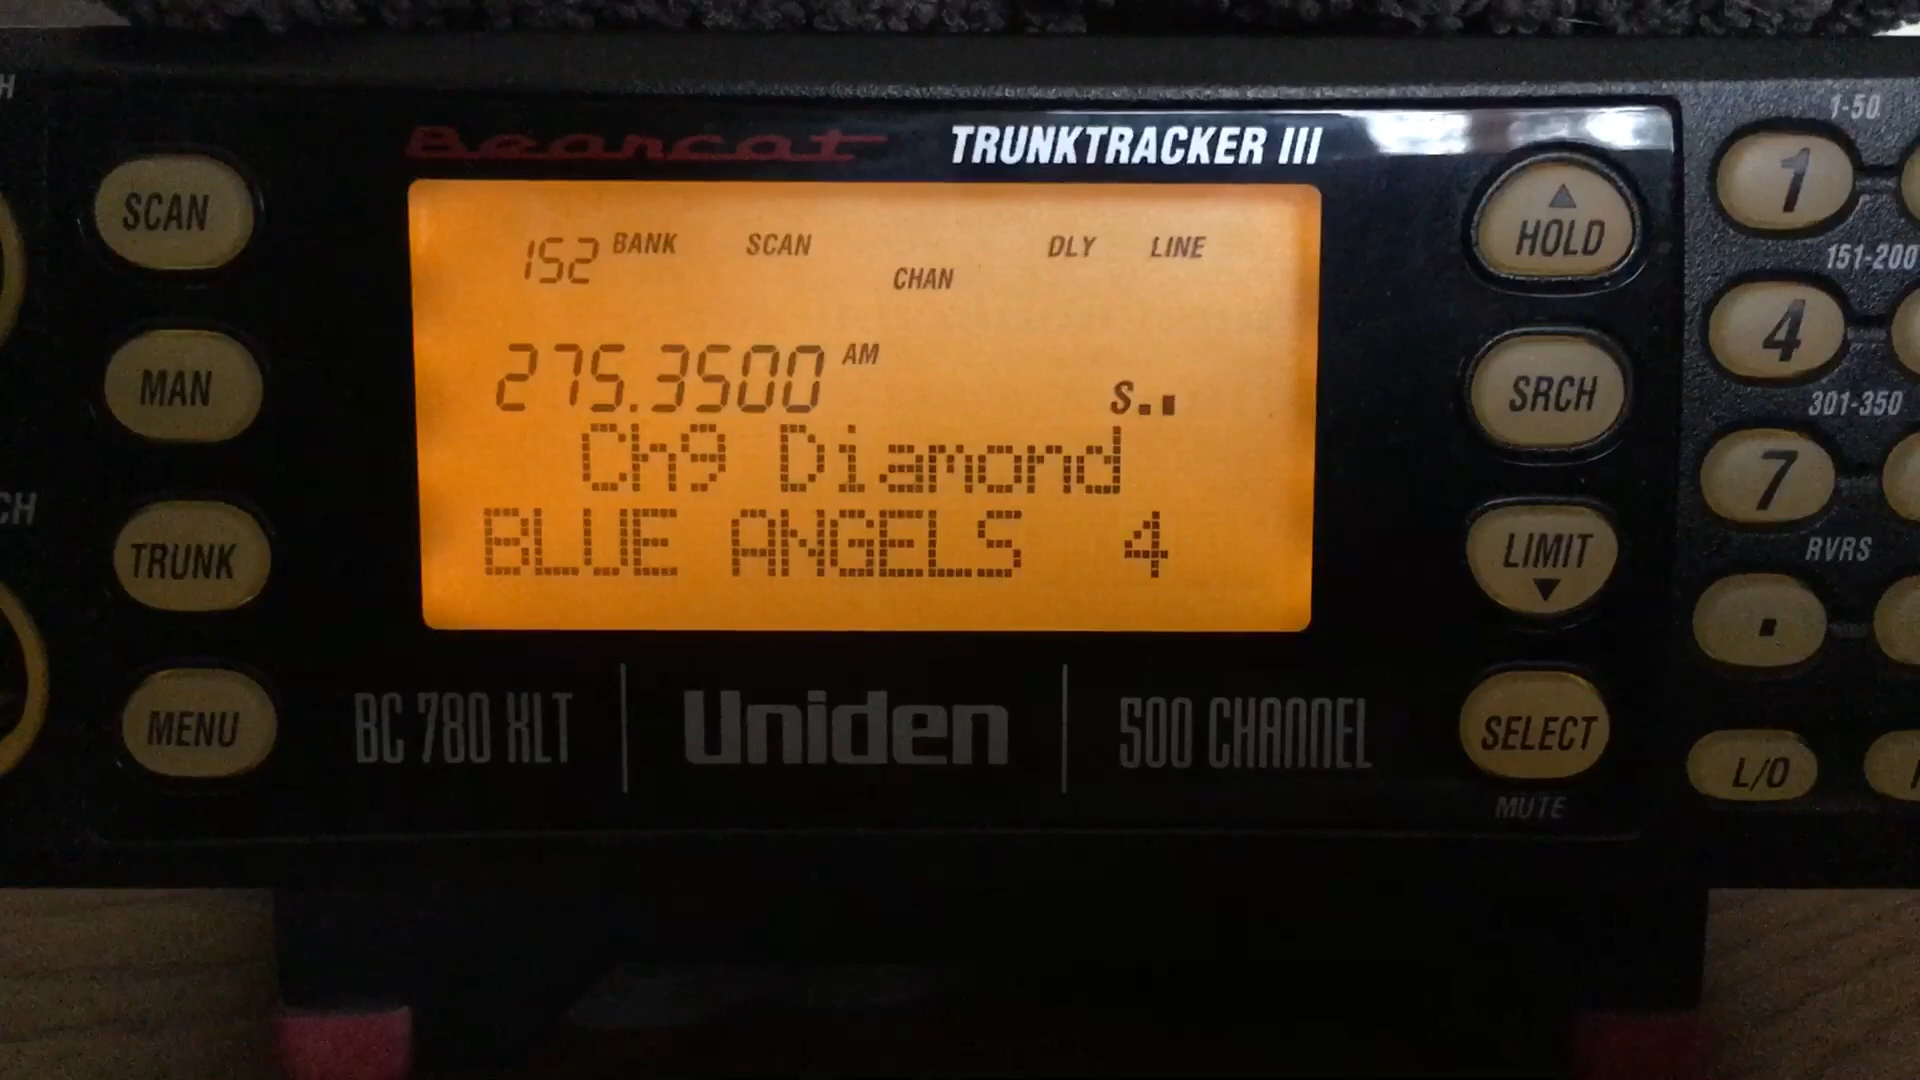 Bearcat TRUNKTRACKER III
152 BANK SCAN CHAN DLY LINE
275.3500 AM S
Ch9 Diamond
BLUE ANGELS 4
BC 780 XLT Uniden 500 CHANNEL
SCAN
MAN
TRUNK
MENU
▲
HOLD
SRCH
LIMIT
▼
SELECT
MUTE
1-50
1
151-200
4
301-350
7
RVRS
.
L/O
H
CH